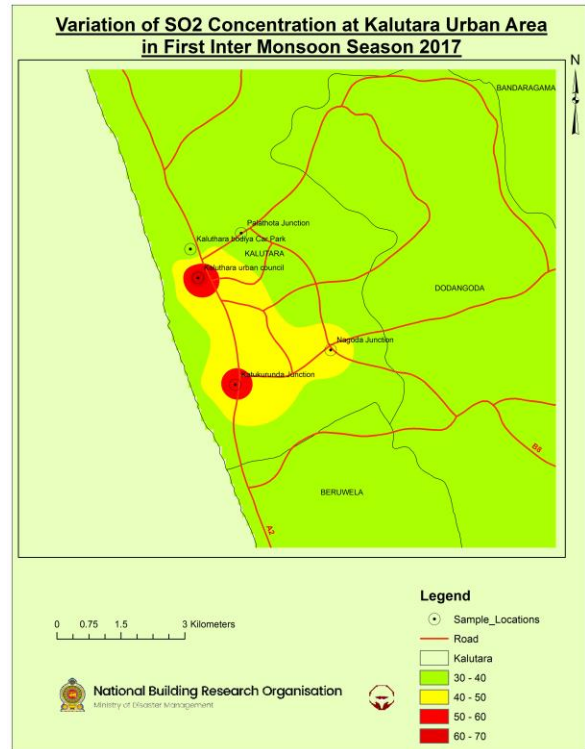 Variation of SO2 Concentration at Kalutara Urban Area
in First Inter Monsoon Season 2017
N
BANDARAGAMA
Palathota Junction
Kaluthara bodiya Car Park
KALUTARA
Kaluthara urban council
DODANGODA
Nagoda Junction
Katukurunda Junction
B8
BERUWELA
A2
Legend
Sample_Locations
Road
Kalutara
30 - 40
40 - 50
50 - 60
60 - 70
0 0.75 1.5 3 Kilometers
National Building Research Organisation
Ministry of Disaster Management